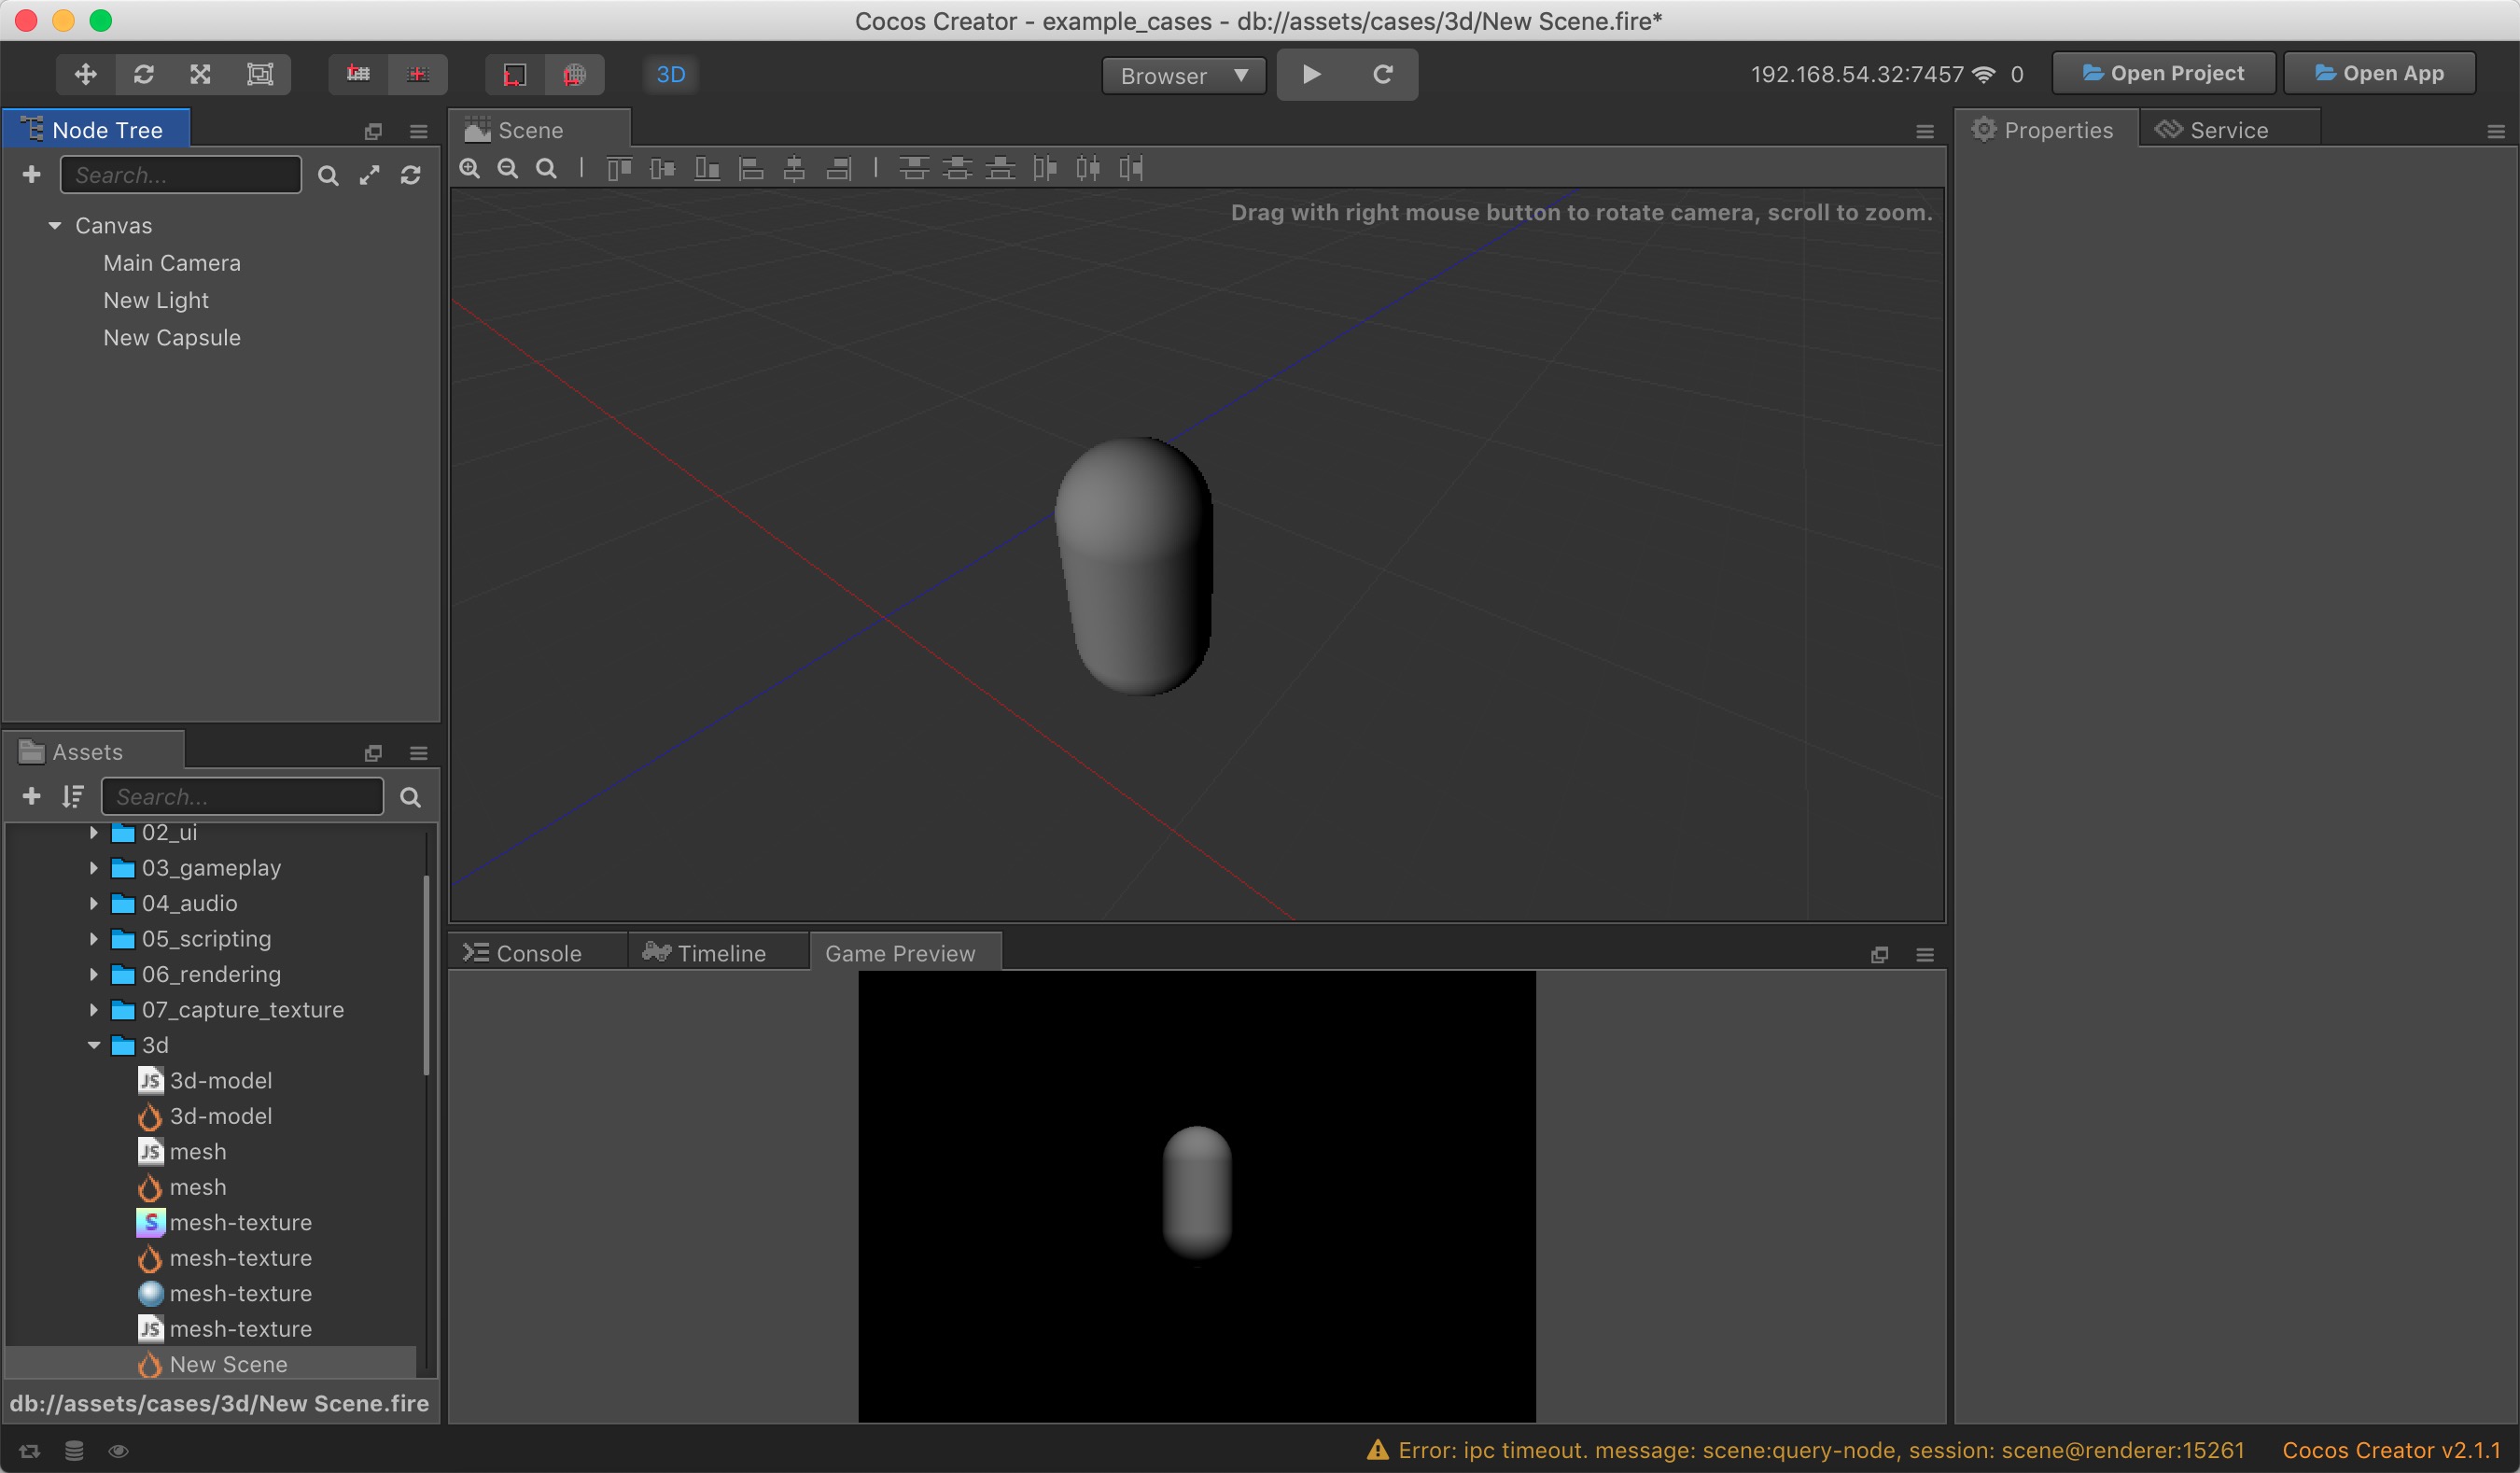 Cocos Creator - example_cases - db://assets/cases/3d/New Scene.fire*
3D
Browser
192.168.54.32:7457 0
Open Project
Open App
Node Tree
Search...
Canvas
Main Camera
New Light
New Capsule
Scene
Drag with right mouse button to rotate camera, scroll to zoom.
Properties
Service
Assets
Search...
02_ui
03_gameplay
04_audio
05_scripting
06_rendering
07_capture_texture
3d
JS 3d-model
3d-model
JS mesh
mesh
S mesh-texture
mesh-texture
mesh-texture
JS mesh-texture
New Scene
db://assets/cases/3d/New Scene.fire
Console
Timeline
Game Preview
Error: ipc timeout. message: scene:query-node, session: scene@renderer:15261
Cocos Creator v2.1.1